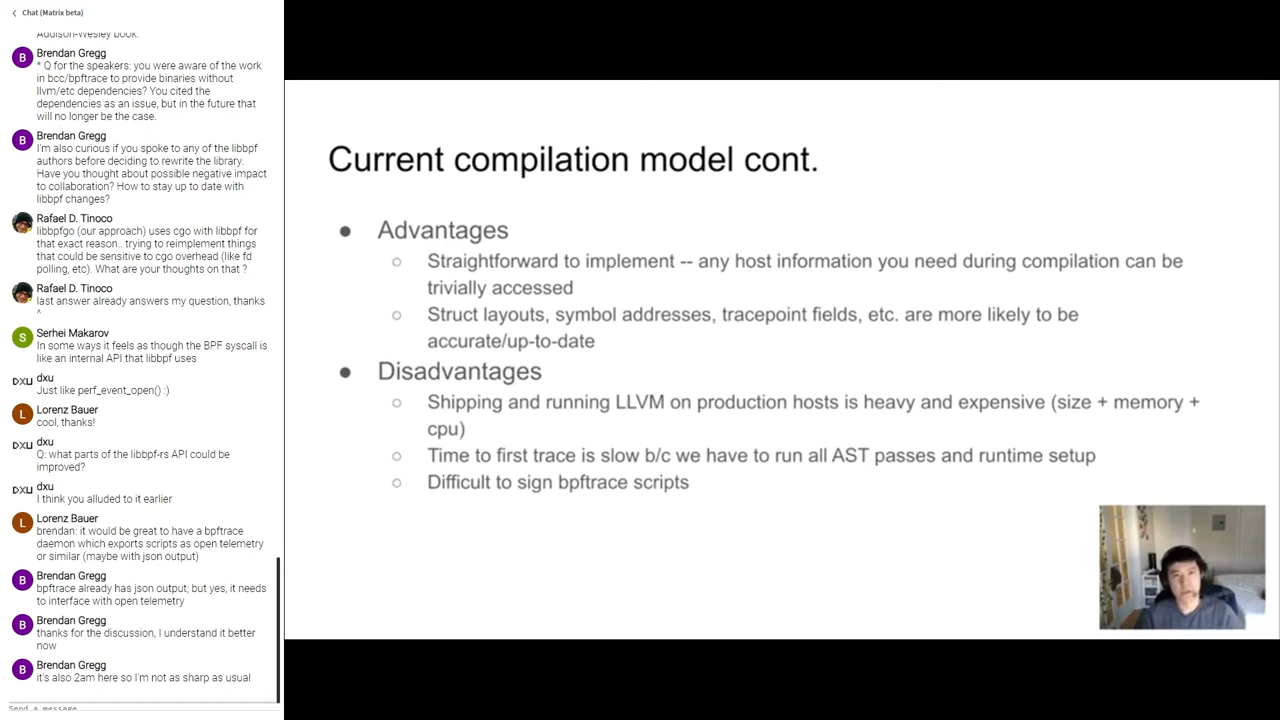 Chat (Matrix beta)
Addison-Wesley book.
Brendan Gregg
* Q for the speakers: you were aware of the work
in bcc/bpftrace to provide binaries without
llvm/etc dependencies? You cited the
dependencies as an issue, but in the future that
will no longer be the case.
Brendan Gregg
I'm also curious if you spoke to any of the libbpf
authors before deciding to rewrite the library.
Have you thought about possible negative impact
to collaboration? How to stay up to date with
libbpf changes?
Rafael D. Tinoco
libbpfgo (our approach) uses cgo with libbpf for
that exact reason.. trying to reimplement things
that could be sensitive to cgo overhead (like fd
polling, etc). What are your thoughts on that ?
Rafael D. Tinoco
last answer already answers my question, thanks
^
Serhei Makarov
In some ways it feels as though the BPF syscall is
like an internal API that libbpf uses
dxu
Just like perf_event_open() :)
Lorenz Bauer
cool, thanks!
dxu
Q: what parts of the libbpf-rs API could be
improved?
dxu
I think you alluded to it earlier
Lorenz Bauer
brendan: it would be great to have a bpftrace
daemon which exports scripts as open telemetry
or similar (maybe with json output)
Brendan Gregg
bpftrace already has json output; but yes, it needs
to interface with open telemetry
Brendan Gregg
thanks for the discussion, I understand it better
now
Brendan Gregg
it's also 2am here so I'm not as sharp as usual
Send a message
Current compilation model cont.
● Advantages
○ Straightforward to implement -- any host information you need during compilation can be
trivially accessed
○ Struct layouts, symbol addresses, tracepoint fields, etc. are more likely to be
accurate/up-to-date
● Disadvantages
○ Shipping and running LLVM on production hosts is heavy and expensive (size + memory +
cpu)
○ Time to first trace is slow b/c we have to run all AST passes and runtime setup
○ Difficult to sign bpftrace scripts